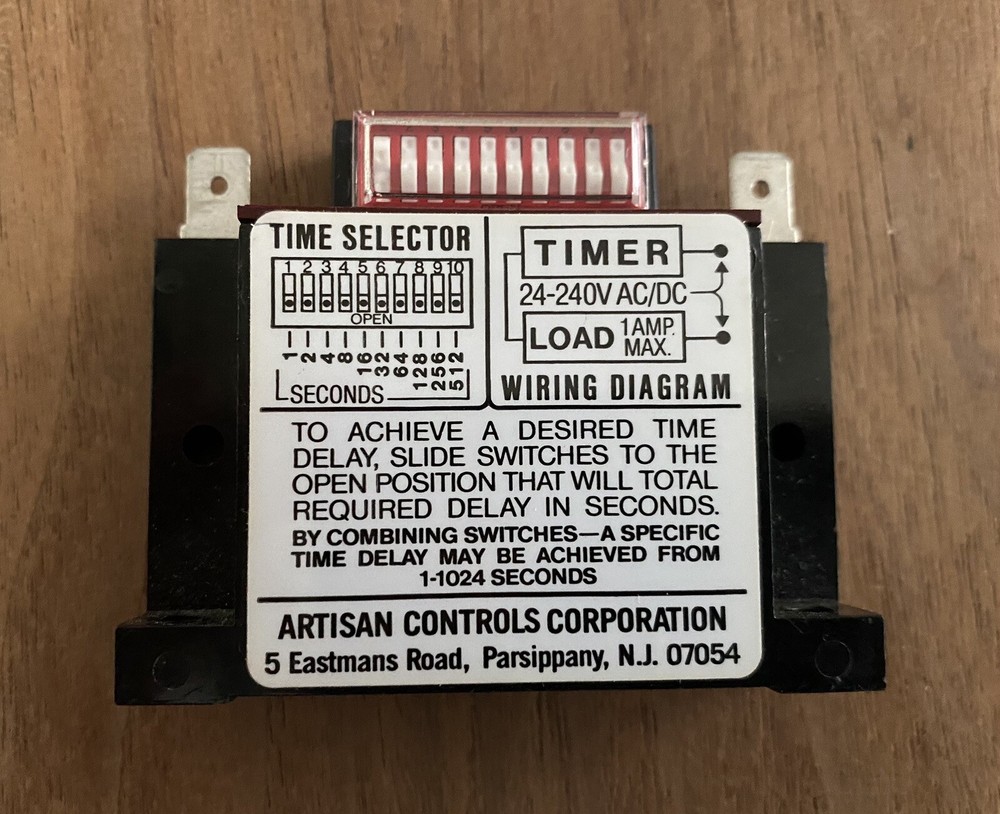 TIME SELECTOR
1 2 3 4 5 6 7 8 9 10
OPEN
1 2 4 8 16 32 64 128 256 512
SECONDS
TIMER
24-240V AC/DC
LOAD 1 AMP. MAX.
WIRING DIAGRAM
TO ACHIEVE A DESIRED TIME
DELAY, SLIDE SWITCHES TO THE
OPEN POSITION THAT WILL TOTAL
REQUIRED DELAY IN SECONDS.
BY COMBINING SWITCHES—A SPECIFIC
TIME DELAY MAY BE ACHIEVED FROM
1-1024 SECONDS
ARTISAN CONTROLS CORPORATION
5 Eastmans Road, Parsippany, N.J. 07054